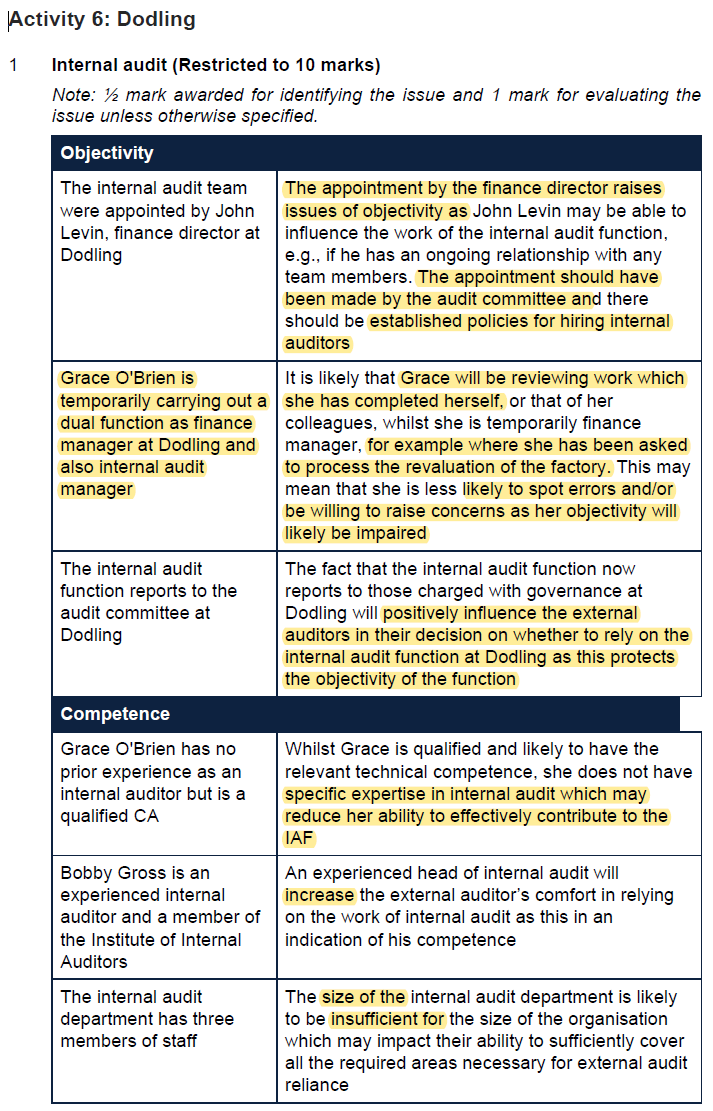 Activity 6: Dodling
1 Internal audit (Restricted to 10 marks)
Note: ½ mark awarded for identifying the issue and 1 mark for evaluating the
issue unless otherwise specified.
Objectivity
The internal audit team
were appointed by John
Levin, finance director at
Dodling
The appointment by the finance director raises
issues of objectivity as John Levin may be able to
influence the work of the internal audit function,
e.g., if he has an ongoing relationship with any
team members. The appointment should have
been made by the audit committee and there
should be established policies for hiring internal
auditors
Grace O'Brien is
temporarily carrying out a
dual function as finance
manager at Dodling and
also internal audit
manager
It is likely that Grace will be reviewing work which
she has completed herself, or that of her
colleagues, whilst she is temporarily finance
manager, for example where she has been asked
to process the revaluation of the factory. This may
mean that she is less likely to spot errors and/or
be willing to raise concerns as her objectivity will
likely be impaired
The internal audit
function reports to the
audit committee at
Dodling
The fact that the internal audit function now
reports to those charged with governance at
Dodling will positively influence the external
auditors in their decision on whether to rely on the
internal audit function at Dodling as this protects
the objectivity of the function
Competence
Grace O'Brien has no
prior experience as an
internal auditor but is a
qualified CA
Whilst Grace is qualified and likely to have the
relevant technical competence, she does not have
specific expertise in internal audit which may
reduce her ability to effectively contribute to the
IAF
Bobby Gross is an
experienced internal
auditor and a member of
the Institute of Internal
Auditors
An experienced head of internal audit will
increase the external auditor's comfort in relying
on the work of internal audit as this in an
indication of his competence
The internal audit
department has three
members of staff
The size of the internal audit department is likely
to be insufficient for the size of the organisation
which may impact their ability to sufficiently cover
all the required areas necessary for external audit
reliance